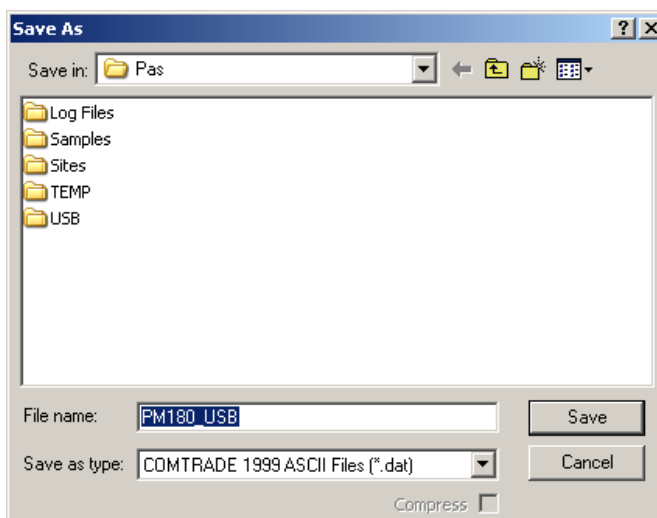 Save As
Save in: Pas
Log Files
Samples
Sites
TEMP
USB
File name: PM180_USB Save
Save as type: COMTRADE 1999 ASCII Files (*.dat) Cancel
Compress